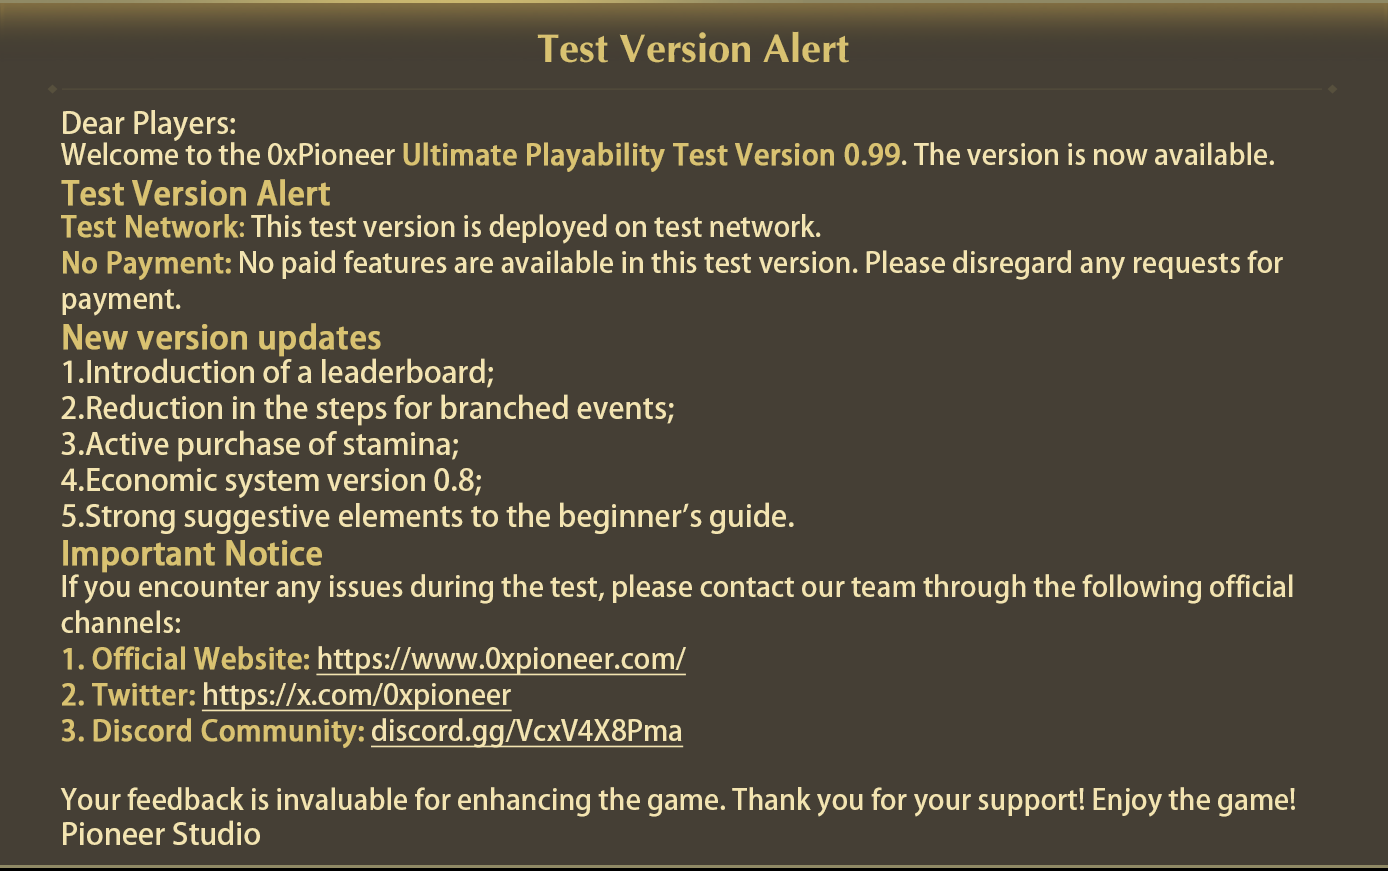 Test Version Alert
Dear Players:
Welcome to the 0xPioneer Ultimate Playability Test Version 0.99. The version is now available.
Test Version Alert
Test Network: This test version is deployed on test network.
No Payment: No paid features are available in this test version. Please disregard any requests for
payment.
New version updates
1.Introduction of a leaderboard;
2.Reduction in the steps for branched events;
3.Active purchase of stamina;
4.Economic system version 0.8;
5.Strong suggestive elements to the beginner's guide.
Important Notice
If you encounter any issues during the test, please contact our team through the following official
channels:
1. Official Website: https://www.0xpioneer.com/
2. Twitter: https://x.com/0xpioneer
3. Discord Community: discord.gg/VcxV4X8Pma
Your feedback is invaluable for enhancing the game. Thank you for your support! Enjoy the game!
Pioneer Studio